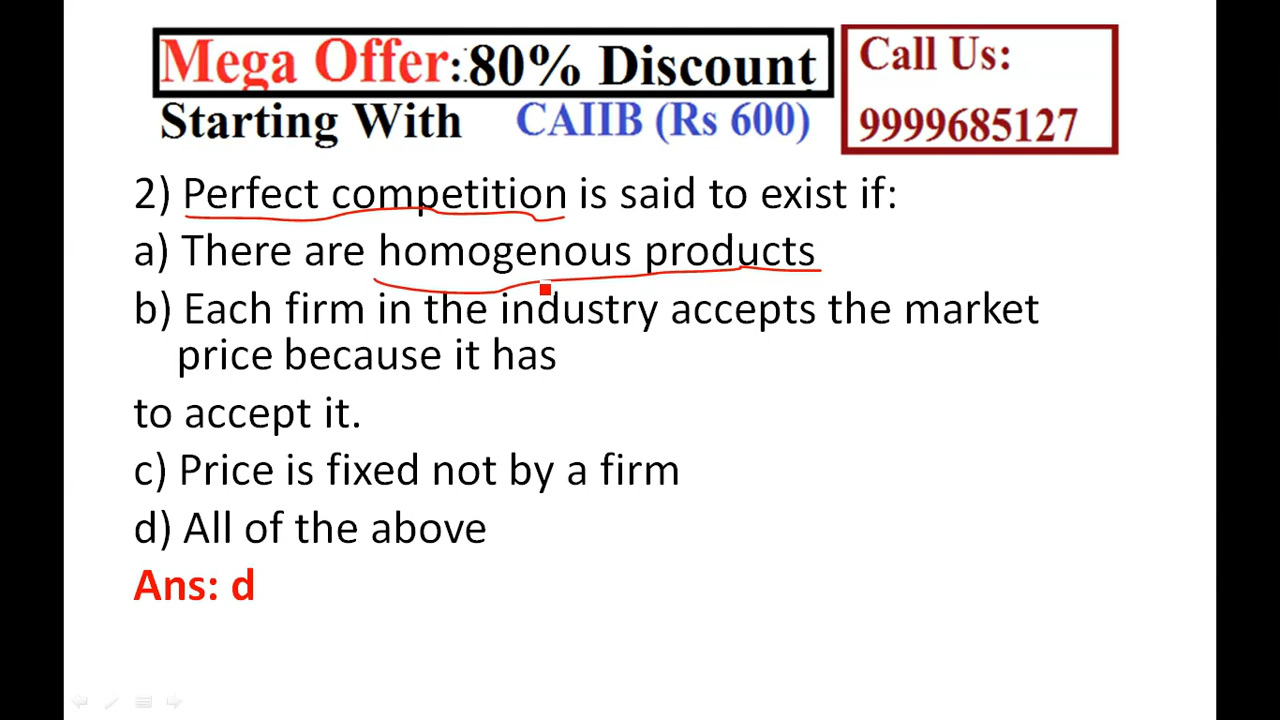 Mega Offer:80% Discount
Starting With CAIIB (Rs 600)
Call Us:
9999685127
2) Perfect competition is said to exist if:
a) There are homogenous products
b) Each firm in the industry accepts the market
price because it has
to accept it.
c) Price is fixed not by a firm
d) All of the above
Ans: d